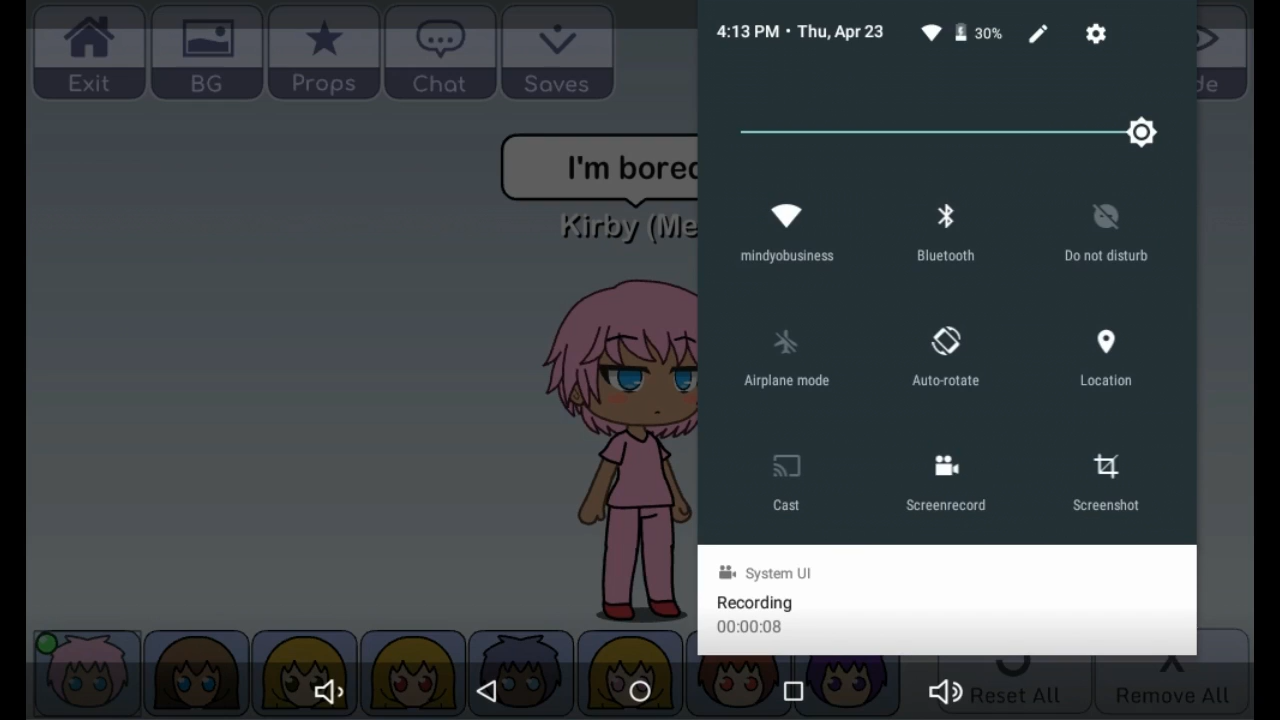 Exit
BG
Props
Chat
Saves
4:13 PM • Thu, Apr 23
30%
de
I'm bored
Kirby (Me
mindyobusiness
Bluetooth
Do not disturb
Airplane mode
Auto-rotate
Location
Cast
Screenrecord
Screenshot
System UI
Recording
00:00:08
Reset All
Remove All